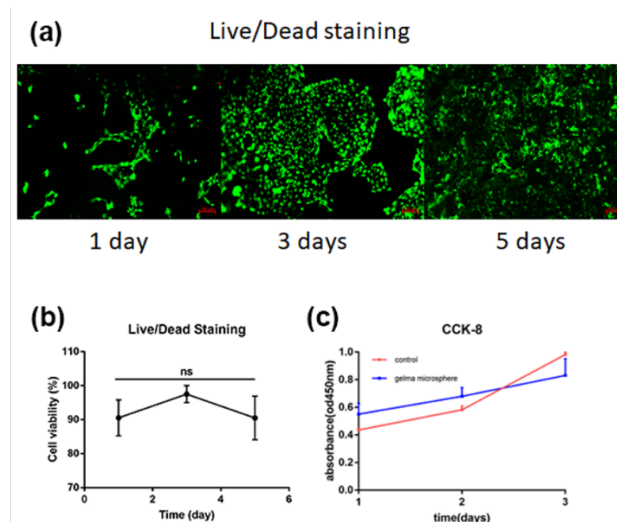 (a)
Live/Dead staining
1 day 3 days 5 days
(b)
Live/Dead Staining
ns
Cell viability (%)
110
100
90
80
70
0 2 4 6
Time (day)
(c)
CCK-8
control
gelma microsphere
absorbance(od450nm)
1.0
0.8
0.6
0.4
0.2
0.0
1 2 3
time(days)